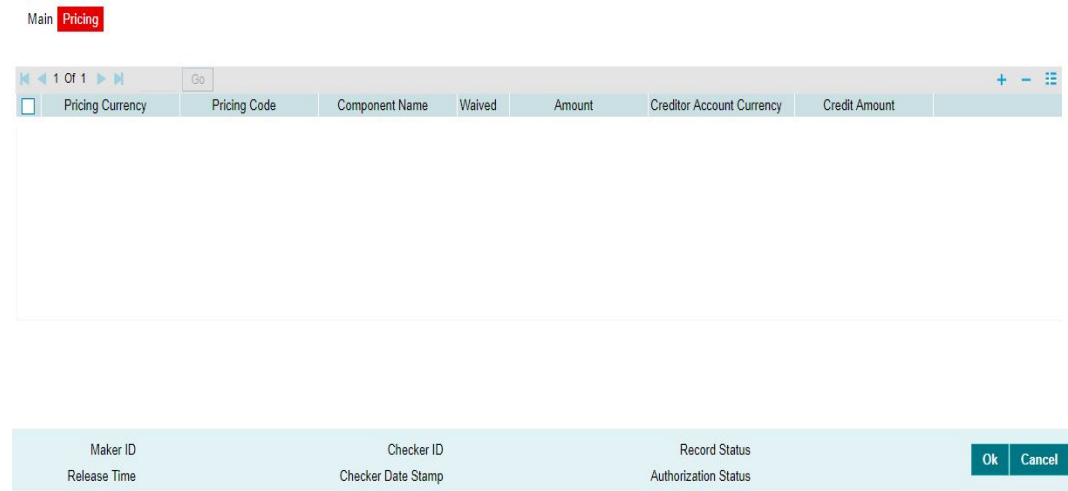 Main Pricing
1 Of 1 Go
Pricing Currency Pricing Code Component Name Waived Amount Creditor Account Currency Credit Amount
Maker ID Checker ID Record Status
Release Time Checker Date Stamp Authorization Status
Ok Cancel